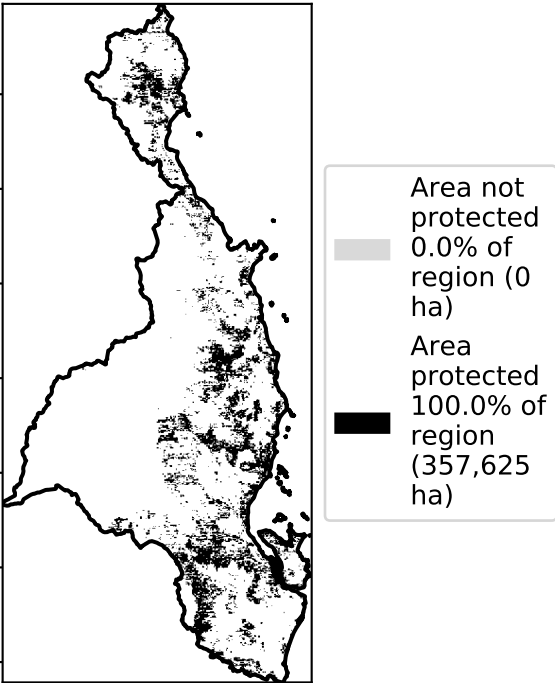 Area not
protected
0.0% of
region (0
ha)
Area
protected
100.0% of
region
(357,625
ha)